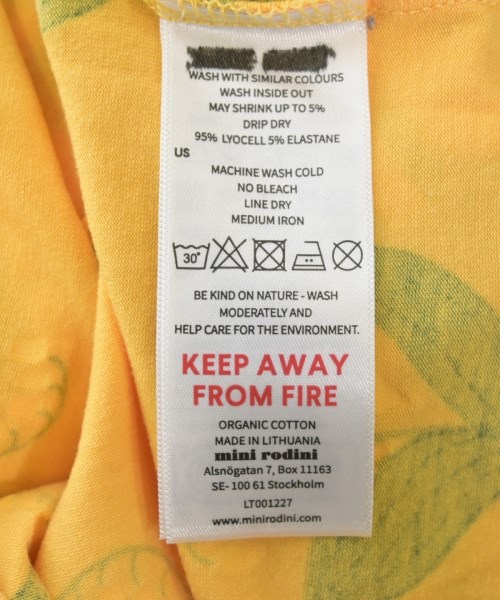 WASH WITH SIMILAR COLOURS
WASH INSIDE OUT
MAY SHRINK UP TO 5%
DRIP DRY
95% LYOCELL 5% ELASTANE
US
MACHINE WASH COLD
NO BLEACH
LINE DRY
MEDIUM IRON
30°
BE KIND ON NATURE - WASH
MODERATELY AND
HELP CARE FOR THE ENVIRONMENT.
KEEP AWAY
FROM FIRE
ORGANIC COTTON
MADE IN LITHUANIA
mini rodini
Alsnögatan 7, Box 11163
SE- 100 61 Stockholm
LT001227
www.minirodini.com